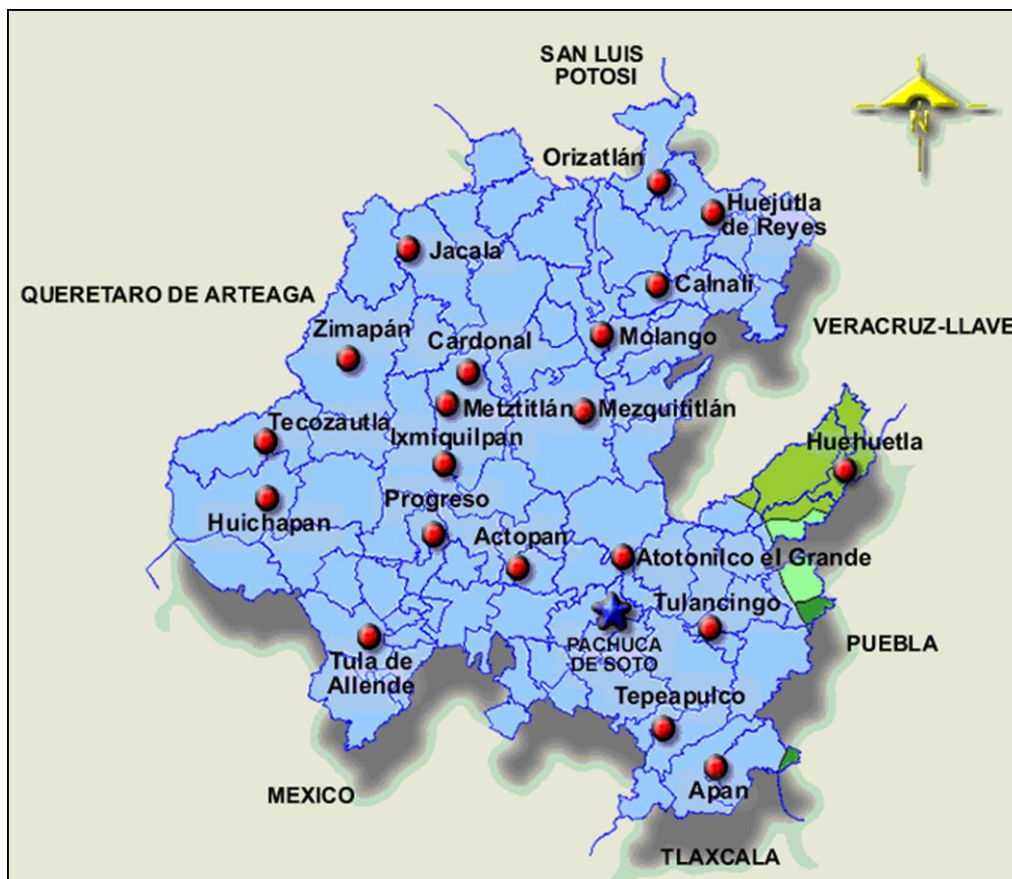 SAN LUIS
POTOSI
N
Orizatlán
Huejutla
de Reyes
Jacala
Calnalí
QUERETARO DE ARTEAGA
Zimapán
Cardonal
Molango
VERACRUZ-LLAVE
Metztitlán
Mezquititlán
Tecozautla
Ixmiquilpan
Huehuetla
Huichapan
Progreso
Actopan
Atotonilco el Grande
Tulancingo
PACHUCA
DE SOTO
PUEBLA
Tula de
Allende
Tepeapulco
MEXICO
Apan
TLAXCALA